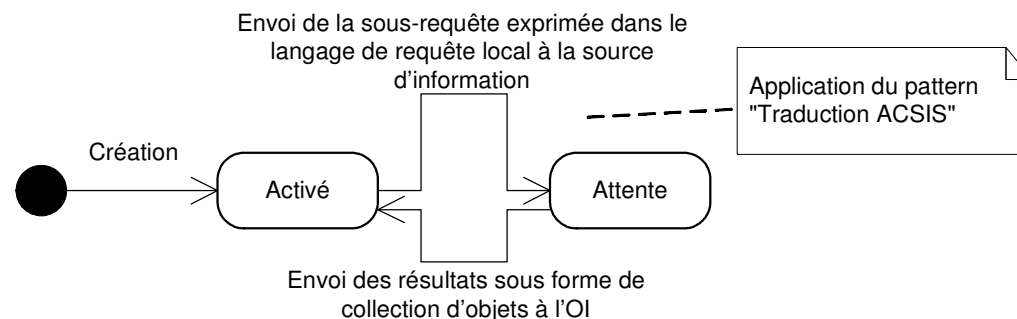 Envoi de la sous-requête exprimée dans le
langage de requête local à la source
d'information
Application du pattern
"Traduction ACSIS"
Création
Activé
Attente
Envoi des résultats sous forme de
collection d'objets à l'OI